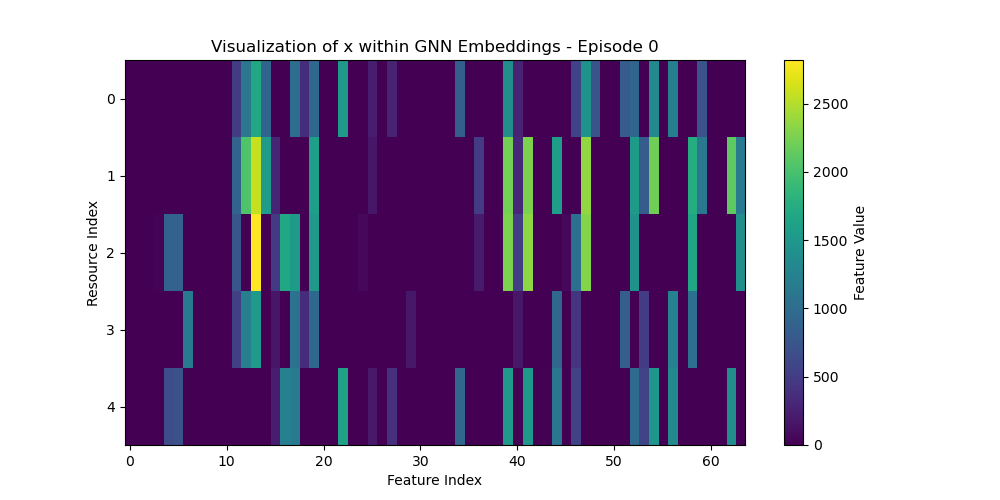 Visualization of x within GNN Embeddings - Episode 0
Resource Index
0
1
2
3
4
0 10 20 30 40 50 60
Feature Index
2500
2000
1500
1000
500
0
Feature Value